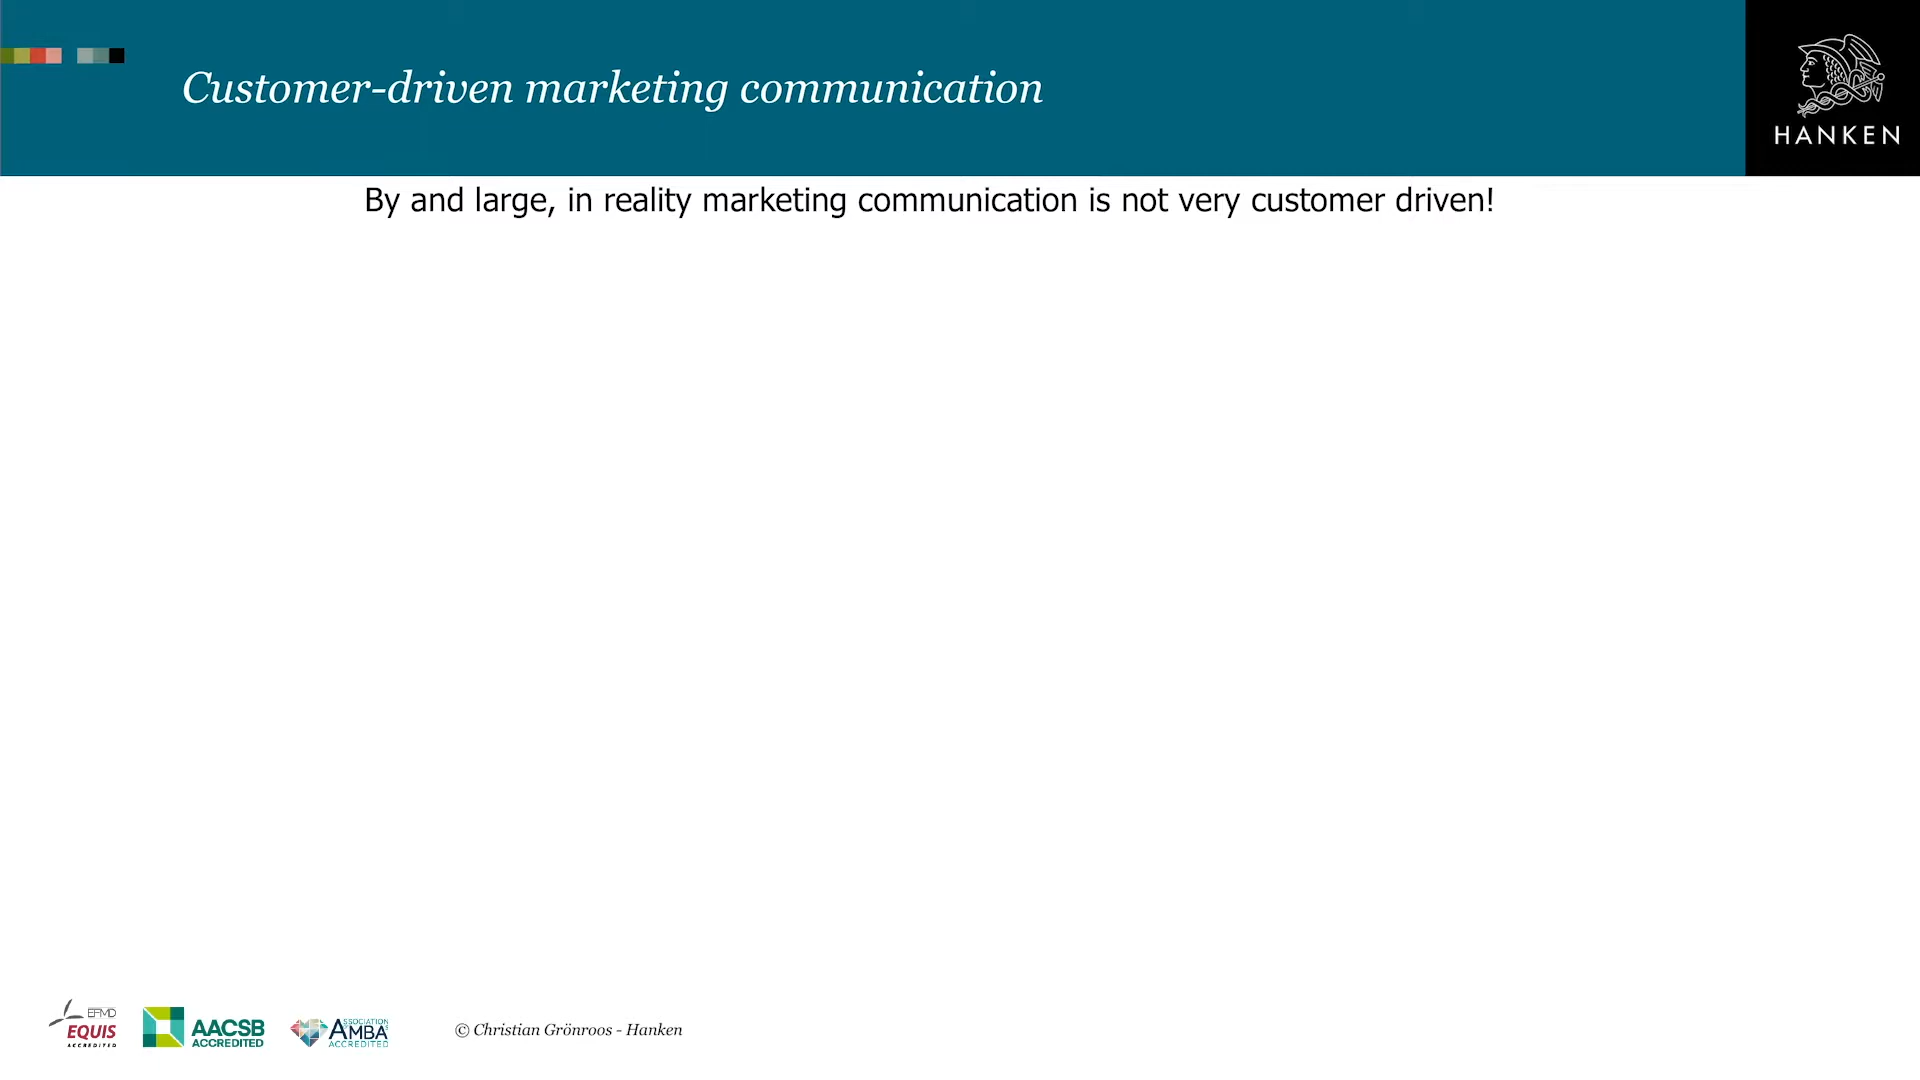 Customer-driven marketing communication
HANKEN
By and large, in reality marketing communication is not very customer driven!
EFMD
EQUIS
ACCREDITED
AACSB
ACCREDITED
ASSOCIATION
AMBA
ACCREDITED
© Christian Grönroos - Hanken